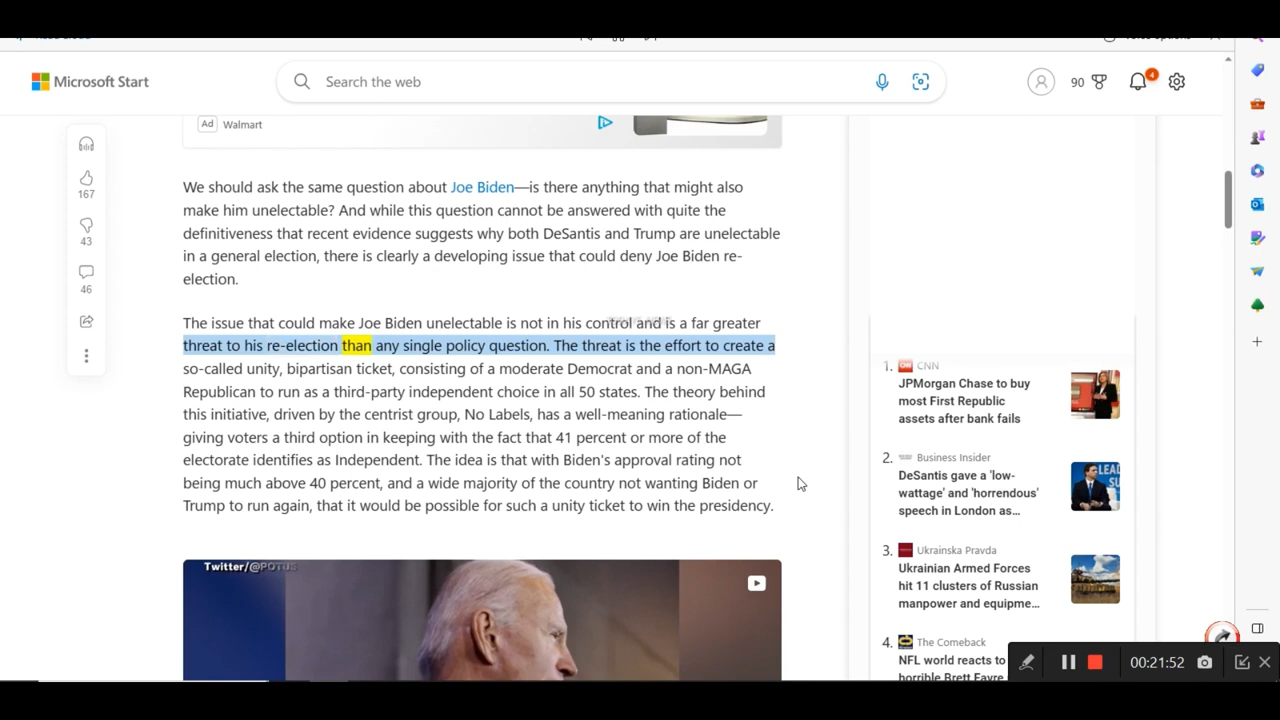 Microsoft Start
Search the web
90
4
Ad Walmart
167
43
46
We should ask the same question about Joe Biden—is there anything that might also
make him unelectable? And while this question cannot be answered with quite the
definitiveness that recent evidence suggests why both DeSantis and Trump are unelectable
in a general election, there is clearly a developing issue that could deny Joe Biden re-
election.
The issue that could make Joe Biden unelectable is not in his control and is a far greater
threat to his re-election than any single policy question. The threat is the effort to create a
so-called unity, bipartisan ticket, consisting of a moderate Democrat and a non-MAGA
Republican to run as a third-party independent choice in all 50 states. The theory behind
this initiative, driven by the centrist group, No Labels, has a well-meaning rationale—
giving voters a third option in keeping with the fact that 41 percent or more of the
electorate identifies as Independent. The idea is that with Biden's approval rating not
being much above 40 percent, and a wide majority of the country not wanting Biden or
Trump to run again, that it would be possible for such a unity ticket to win the presidency.
Twitter/@POTUS
1. CNN
JPMorgan Chase to buy
most First Republic
assets after bank fails
2. Business Insider
DeSantis gave a 'low-
wattage' and 'horrendous'
speech in London as...
3. Ukrainska Pravda
Ukrainian Armed Forces
hit 11 clusters of Russian
manpower and equipme...
4. The Comeback
NFL world reacts to
horrible Brett Favre
00:21:52